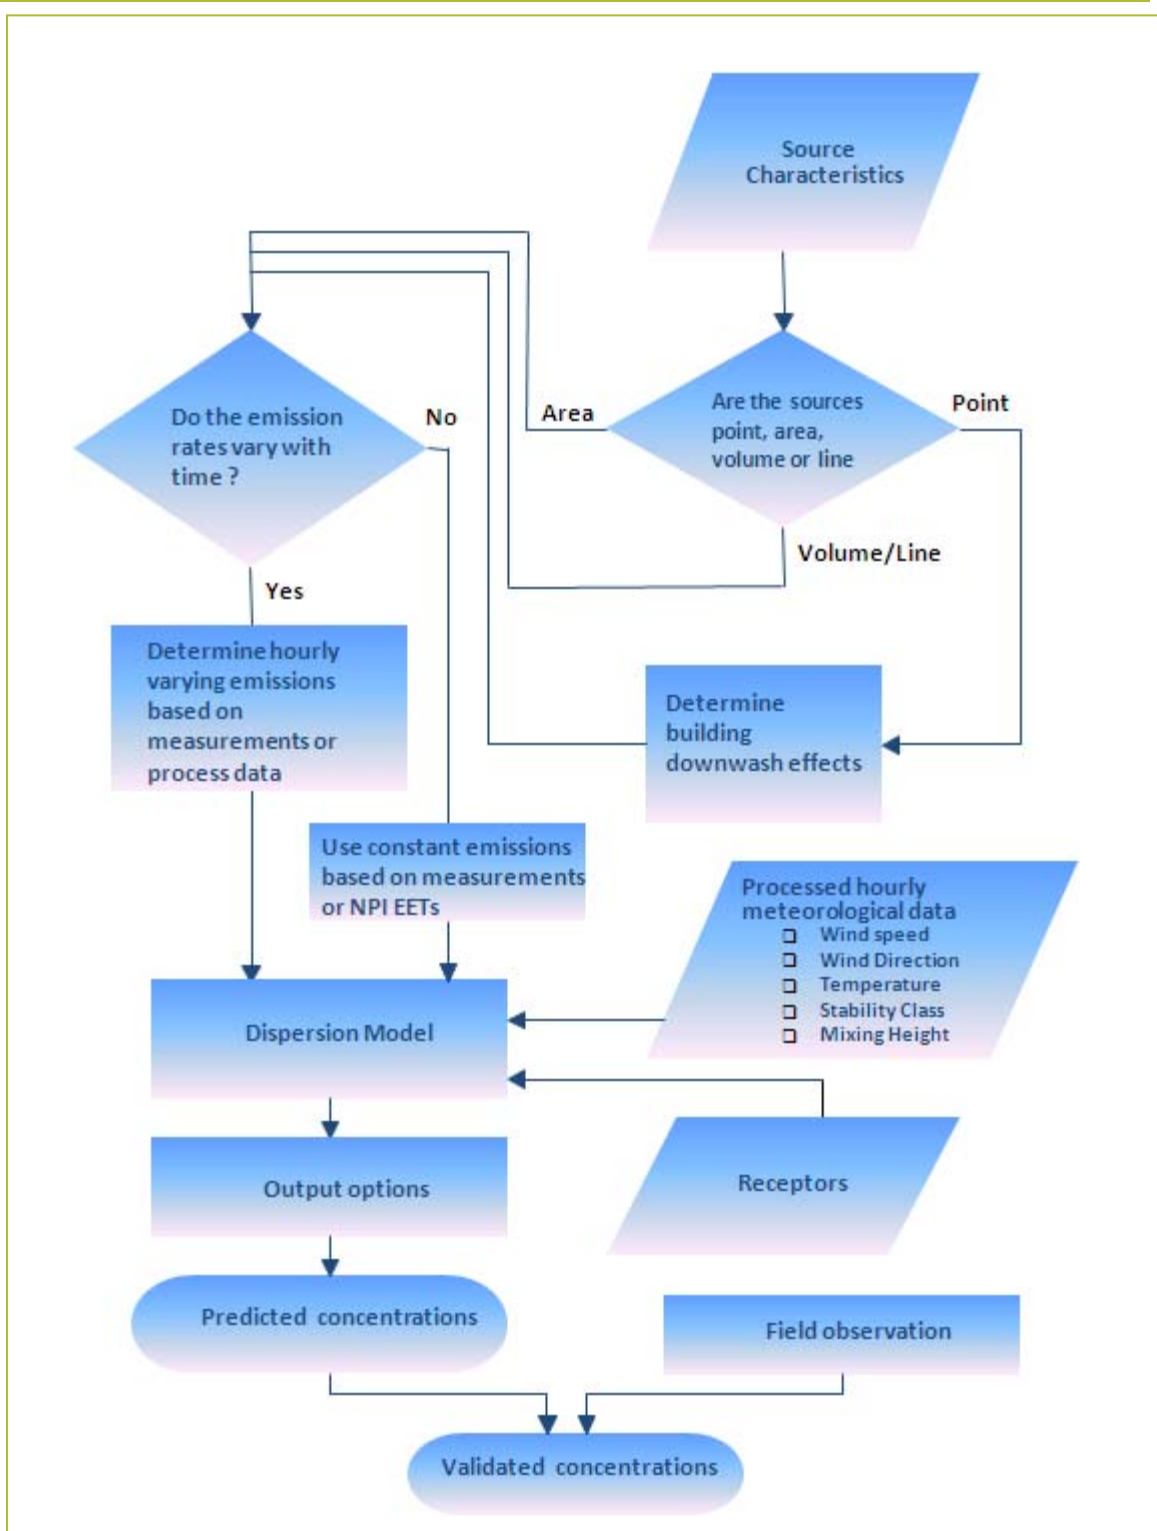 Source
Characteristics
Are the sources
point, area,
volume or line
Area
Point
Volume/Line
Do the emission
rates vary with
time ?
No
Yes
Determine hourly
varying emissions
based on
measurements or
process data
Determine
building
downwash effects
Use constant emissions
based on measurements
or NPI EETs
Processed hourly
meteorological data
Wind speed
Wind Direction
Temperature
Stability Class
Mixing Height
Dispersion Model
Receptors
Output options
Predicted concentrations
Field observation
Validated concentrations